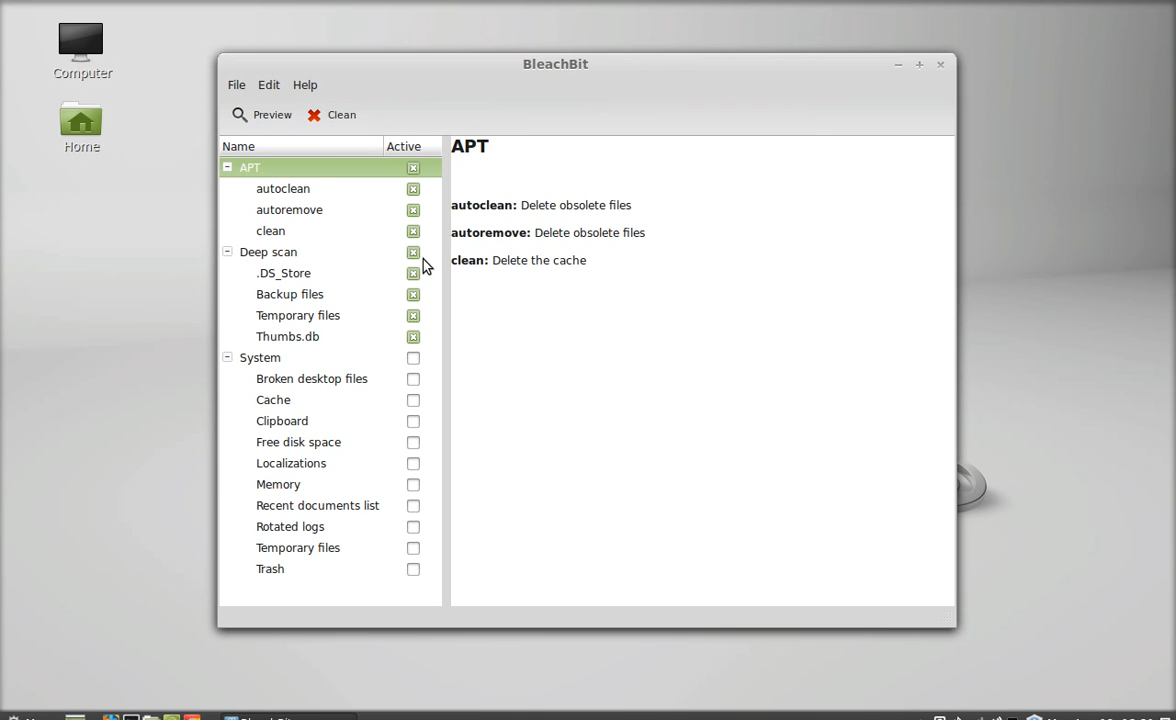 Computer
Home
BleachBit
File Edit Help
Preview Clean
Name Active
APT
autoclean
autoremove
clean
Deep scan
.DS_Store
Backup files
Temporary files
Thumbs.db
System
Broken desktop files
Cache
Clipboard
Free disk space
Localizations
Memory
Recent documents list
Rotated logs
Temporary files
Trash
APT
autoclean: Delete obsolete files
autoremove: Delete obsolete files
clean: Delete the cache